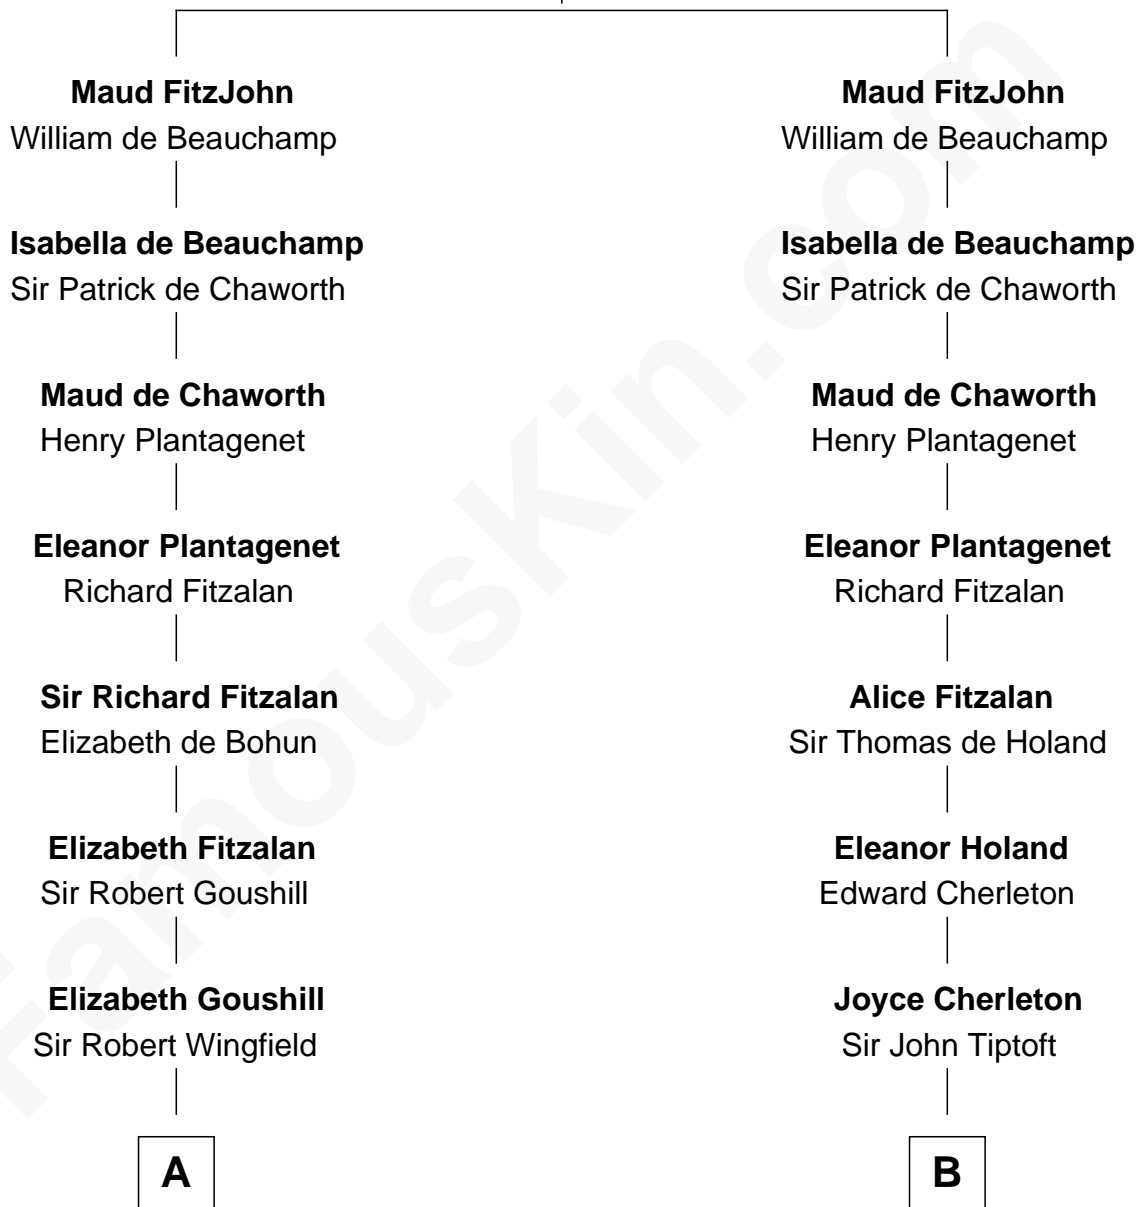 Maud FitzJohn
William de Beauchamp
Maud FitzJohn
William de Beauchamp
Isabella de Beauchamp
Sir Patrick de Chaworth
Isabella de Beauchamp
Sir Patrick de Chaworth
Maud de Chaworth
Henry Plantagenet
Maud de Chaworth
Henry Plantagenet
Eleanor Plantagenet
Richard Fitzalan
Eleanor Plantagenet
Richard Fitzalan
Sir Richard Fitzalan
Elizabeth de Bohun
Alice Fitzalan
Sir Thomas de Holand
Elizabeth Fitzalan
Sir Robert Goushill
Eleanor Holand
Edward Cherleton
Elizabeth Goushill
Sir Robert Wingfield
Joyce Cherleton
Sir John Tiptoft
A
B
FamousKin.com